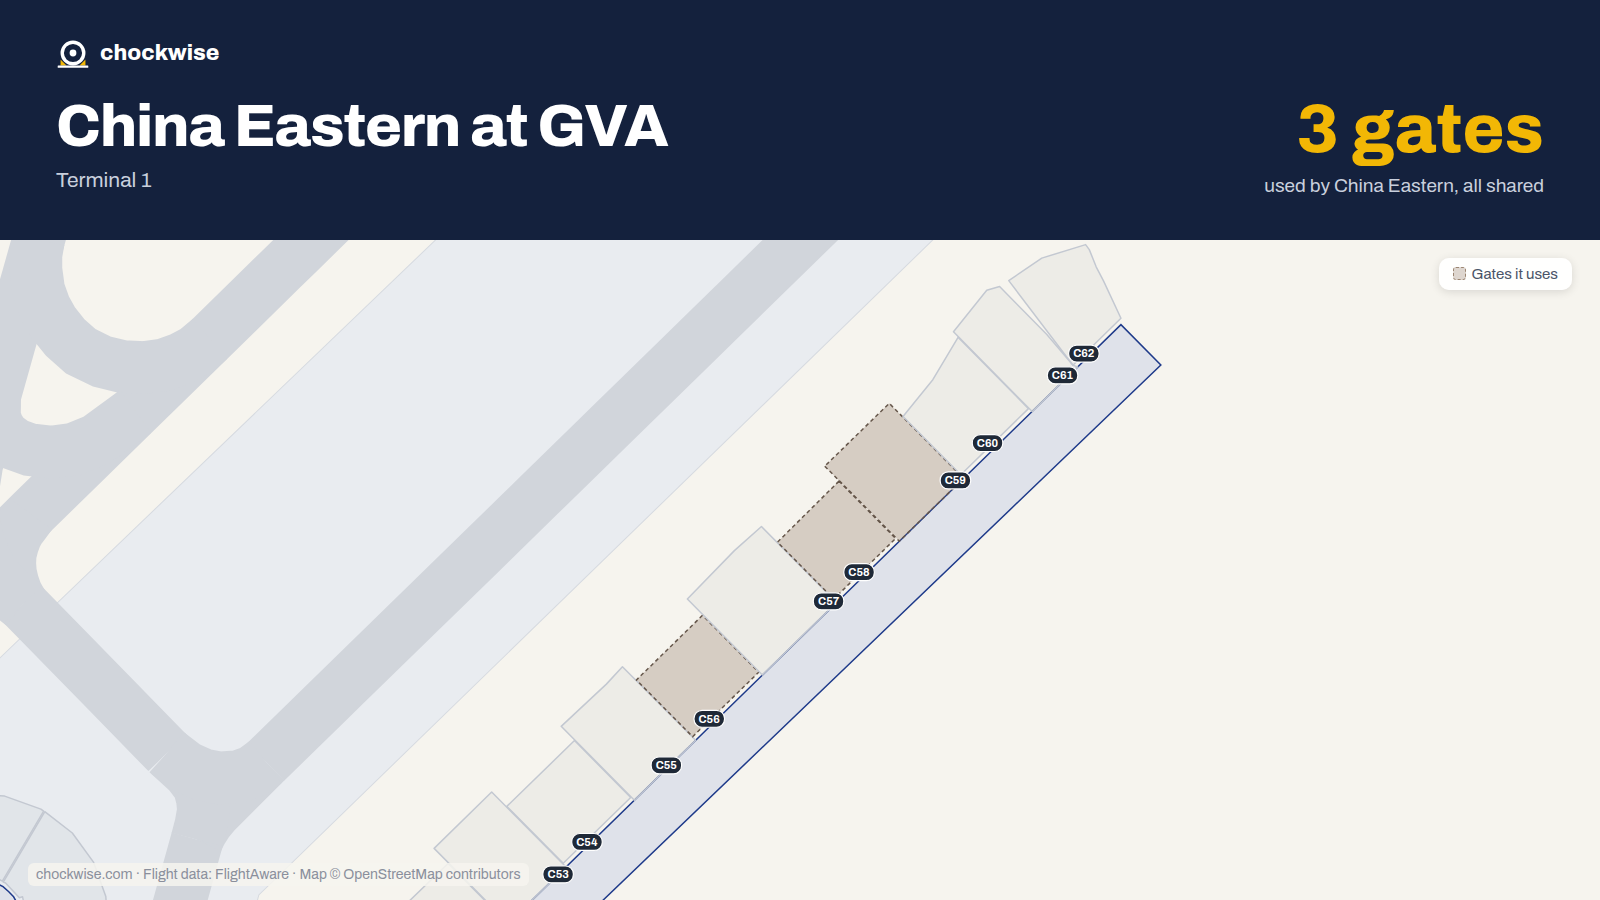 chockwise
China Eastern at GVA
Terminal 1
3 gates
used by China Eastern, all shared
Gates it uses
C62
C61
C60
C59
C58
C57
C56
C55
C54
C53
chockwise.com · Flight data: FlightAware · Map © OpenStreetMap contributors